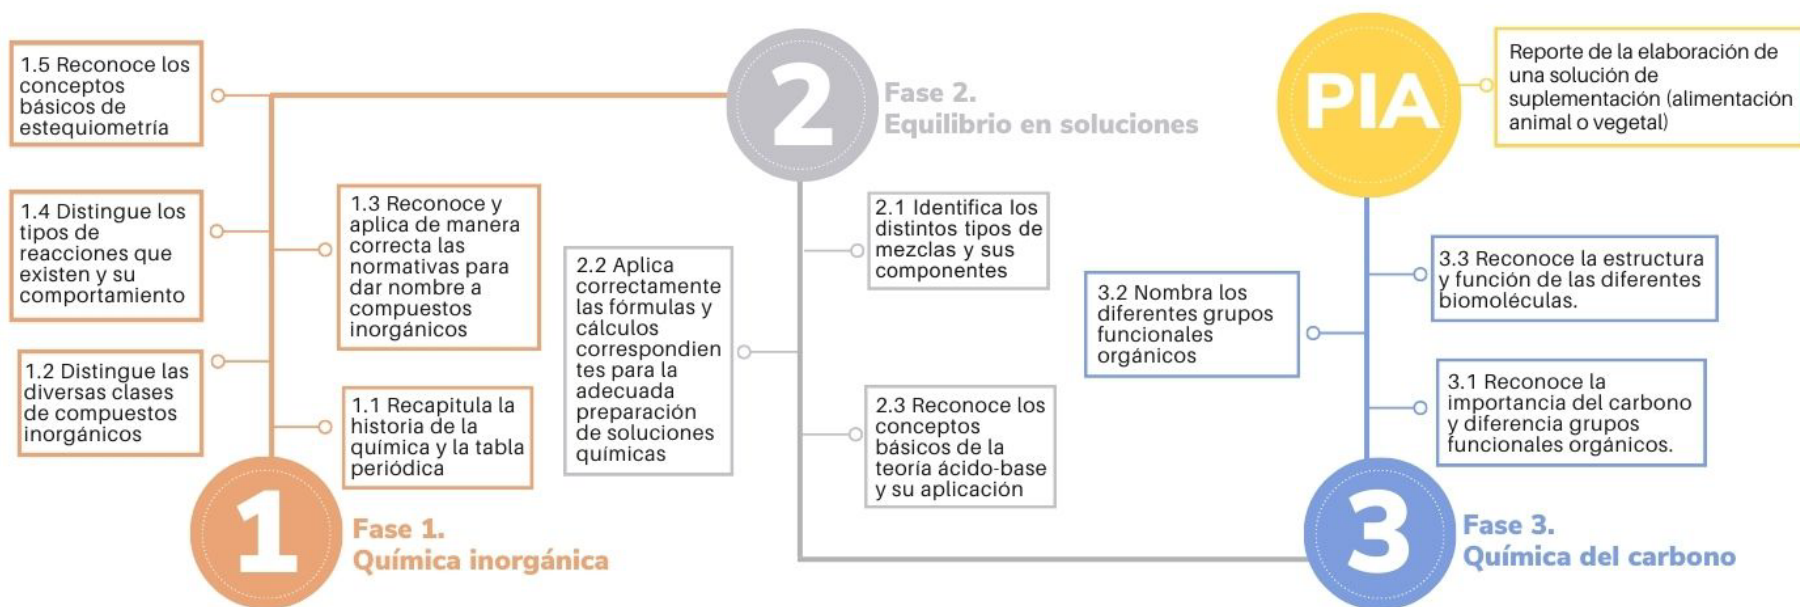 1.5 Reconoce los
conceptos
básicos de
estequiometría
1.4 Distingue los
tipos de
reacciones que
existen y su
comportamiento
1.3 Reconoce y
aplica de manera
correcta las
normativas para
dar nombre a
compuestos
inorgánicos
1.2 Distingue las
diversas clases
de compuestos
inorgánicos
1.1 Recapitula la
historia de la
química y la tabla
periódica
1
Fase 1.
Química inorgánica
2
Fase 2.
Equilibrio en soluciones
2.1 Identifica los
distintos tipos de
mezclas y sus
componentes
2.2 Aplica
correctamente
las fórmulas y
cálculos
correspondien
tes para la
adecuada
preparación
de soluciones
químicas
2.3 Reconoce los
conceptos
básicos de la
teoría ácido-base
y su aplicación
PIA
Reporte de la elaboración de
una solución de
suplementación (alimentación
animal o vegetal)
3.3 Reconoce la estructura
y función de las diferentes
biomoléculas.
3.2 Nombra los
diferentes grupos
funcionales
orgánicos
3.1 Reconoce la
importancia del carbono
y diferencia grupos
funcionales orgánicos.
3
Fase 3.
Química del carbono